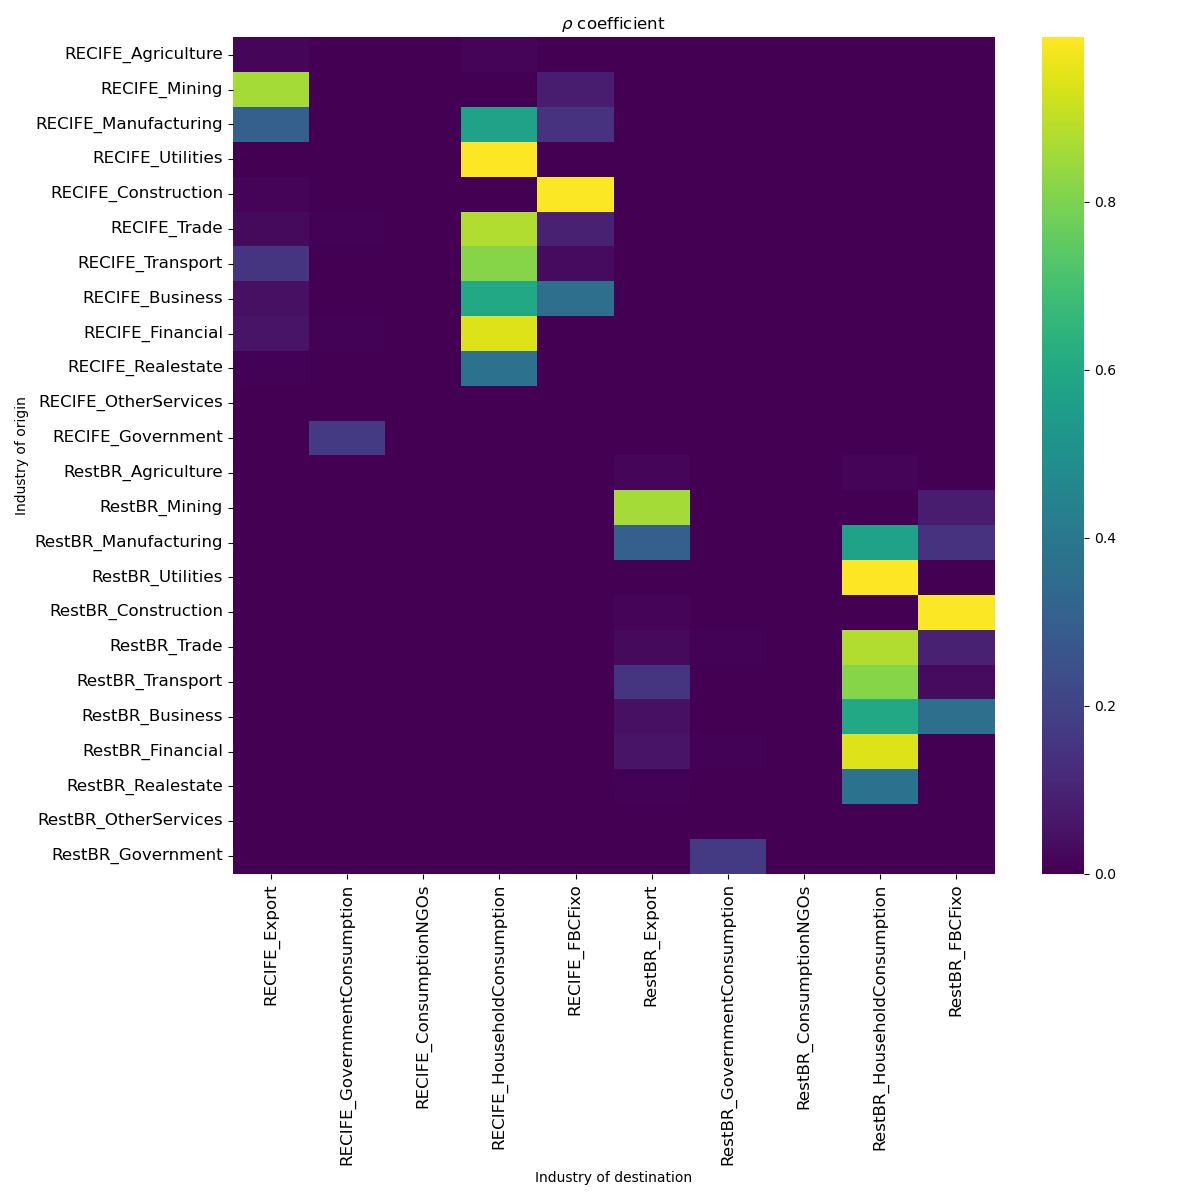 ρ coefficient
RECIFE_Agriculture
RECIFE_Mining
RECIFE_Manufacturing
RECIFE_Utilities
RECIFE_Construction
RECIFE_Trade
RECIFE_Transport
RECIFE_Business
RECIFE_Financial
RECIFE_Realestate
RECIFE_OtherServices
RECIFE_Government
RestBR_Agriculture
RestBR_Mining
RestBR_Manufacturing
RestBR_Utilities
RestBR_Construction
RestBR_Trade
RestBR_Transport
RestBR_Business
RestBR_Financial
RestBR_Realestate
RestBR_OtherServices
RestBR_Government
Industry of origin
RECIFE_Export
RECIFE_GovernmentConsumption
RECIFE_ConsumptionNGOs
RECIFE_HouseholdConsumption
RECIFE_FBCFixo
RestBR_Export
RestBR_GovernmentConsumption
RestBR_ConsumptionNGOs
RestBR_HouseholdConsumption
RestBR_FBCFixo
Industry of destination
0.8
0.6
0.4
0.2
0.0